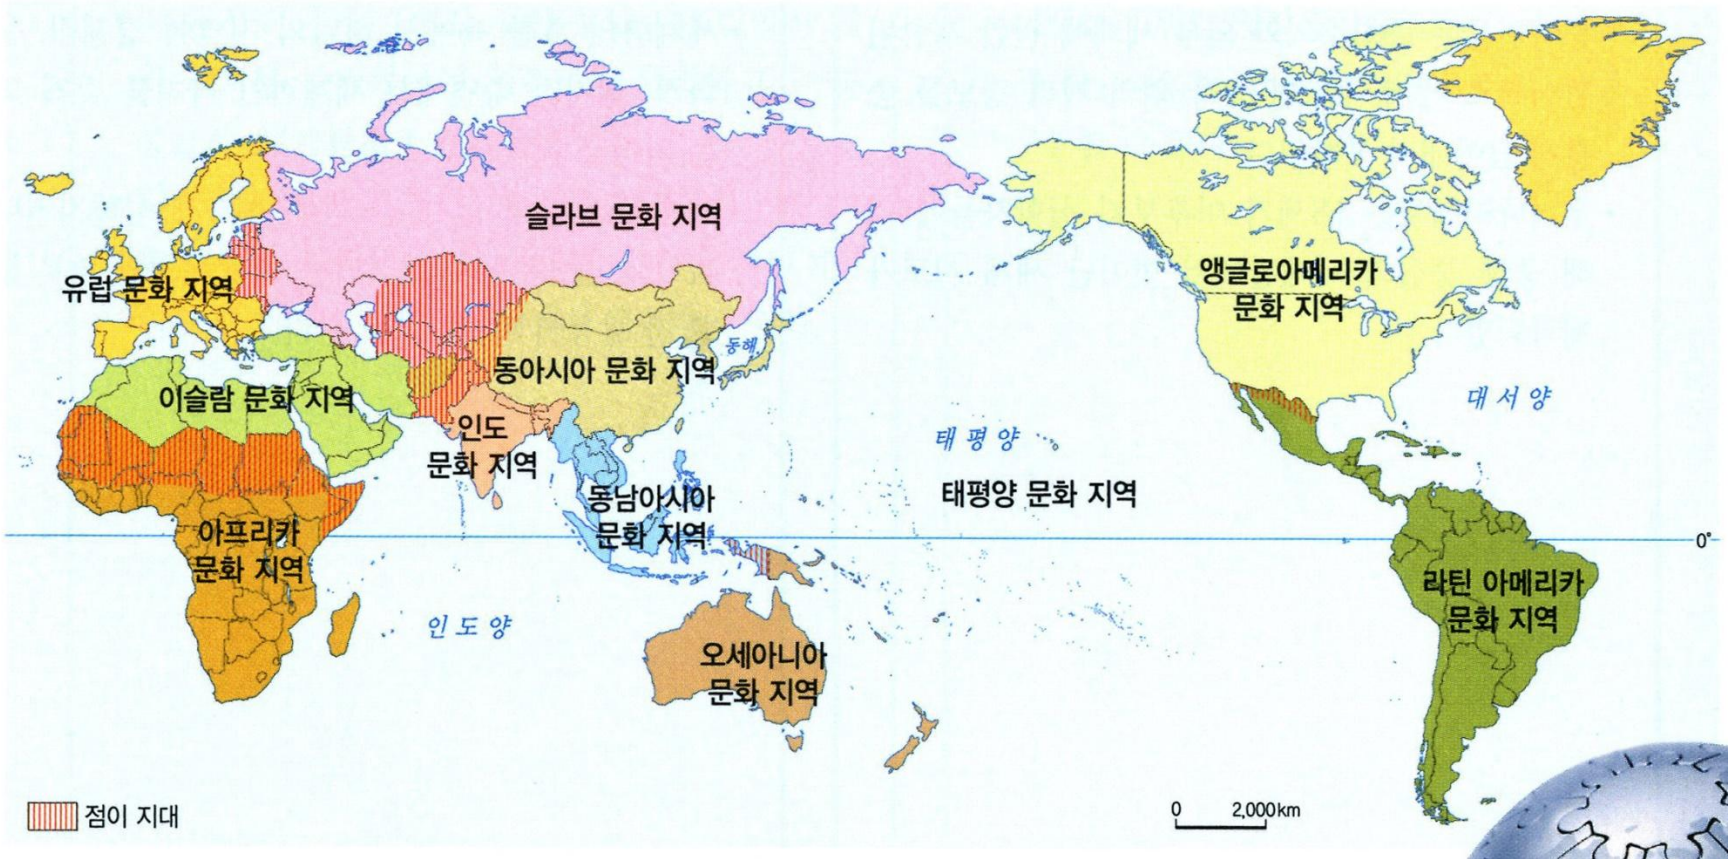 슬라브 문화 지역
유럽 문화 지역
앵글로아메리카
문화 지역
동해
동아시아 문화 지역
이슬람 문화 지역
대서양
인도
문화 지역
태평양
태평양 문화 지역
동남아시아
문화 지역
아프리카
문화 지역
0°
라틴 아메리카
문화 지역
인도양
오세아니아
문화 지역
점이 지대
0 2,000km